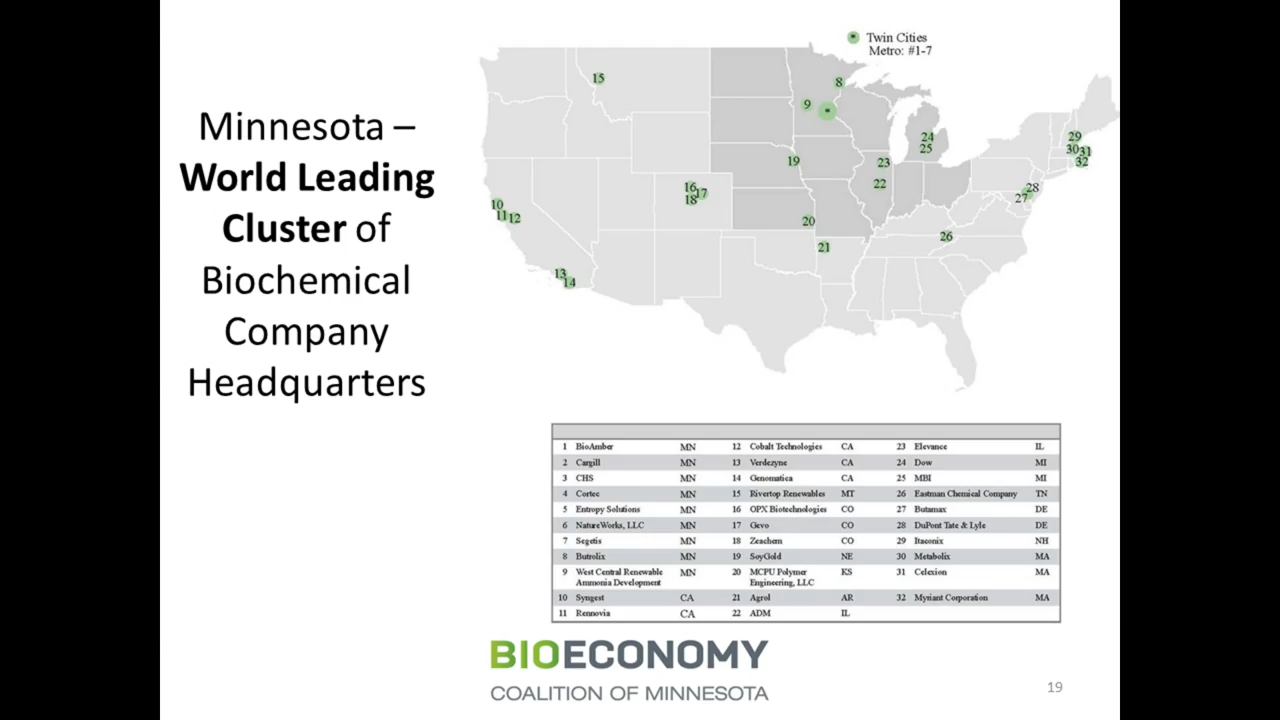 Minnesota –
World Leading
Cluster of
Biochemical
Company
Headquarters
* Twin Cities
Metro: #1-7
8
15
9
*
24
29
25
30
31
19
23
32
16
22
28
17
18
27
10
11
12
20
26
21
13
14
1 BioAmber MN 12 Cobalt Technologies CA 23 Elevance IL
2 Cargill MN 13 Verdezyne CA 24 Dow MI
3 CHS MN 14 Genomatica CA 25 MBI MI
4 Cortec MN 15 Rivertop Renewables MT 26 Eastman Chemical Company TN
5 Entropy Solutions MN 16 OPX Biotechnologies CO 27 Butamax DE
6 NatureWorks, LLC MN 17 Gevo CO 28 DuPont Tate & Lyle DE
7 Segetis MN 18 Zeachem CO 29 Itaconix NH
8 Butrolix MN 19 SoyGold NE 30 Metabolix MA
9 West Central Renewable MN 20 MCPU Polymer KS 31 Celexion MA
Ammonia Development Engineering, LLC
10 Syngest CA 21 Agrol AR 32 Myriant Corporation MA
11 Rennovia CA 22 ADM IL
BIOECONOMY
COALITION OF MINNESOTA
19